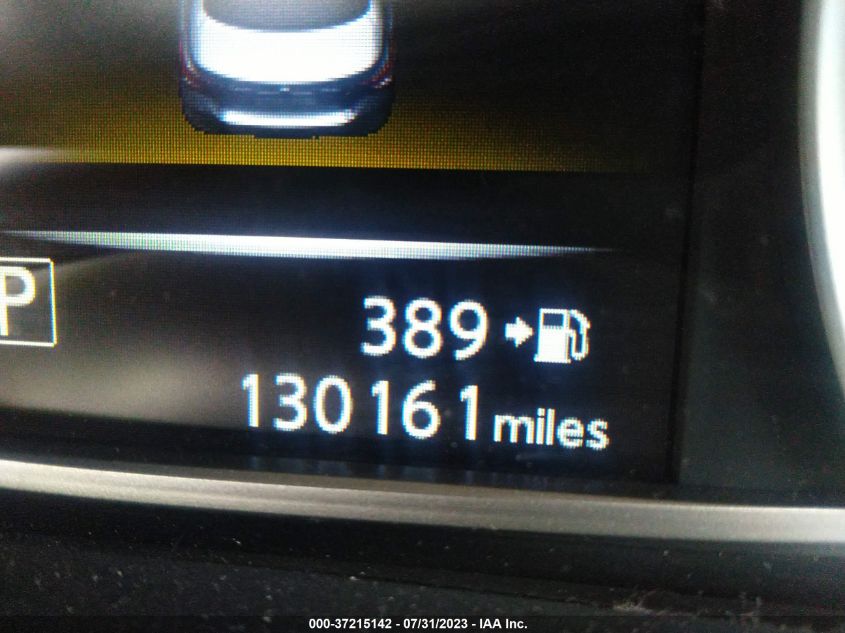 P
389
130161 miles
000-37215142 - 07/31/2023 - IAA Inc.